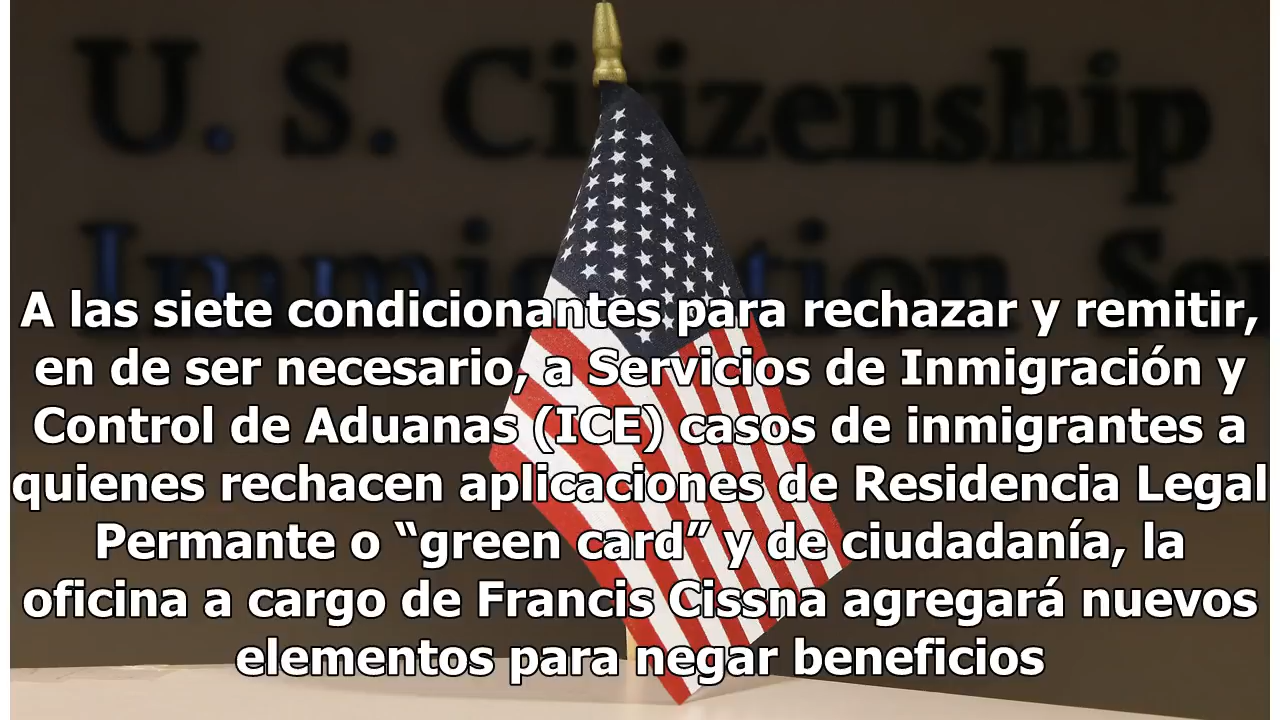 U. S. Citizenship
Immigration Ser
A las siete condicionantes para rechazar y remitir,
en de ser necesario, a Servicios de Inmigración y
Control de Aduanas (ICE) casos de inmigrantes a
quienes rechacen aplicaciones de Residencia Legal
Permante o “green card” y de ciudadanía, la
oficina a cargo de Francis Cissna agregará nuevos
elementos para negar beneficios